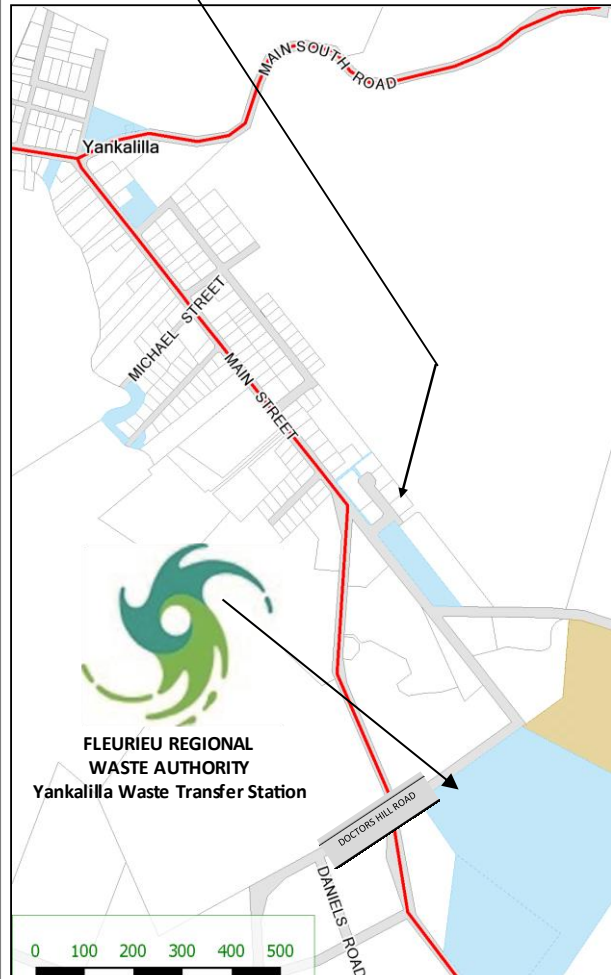 MAIN SOUTH ROAD
Yankalilla
MICHAEL STREET
MAIN STREET
FLEURIEU REGIONAL
WASTE AUTHORITY
Yankalilla Waste Transfer Station
DOCTORS HILL ROAD
DANIELS ROAD
0 100 200 300 400 500